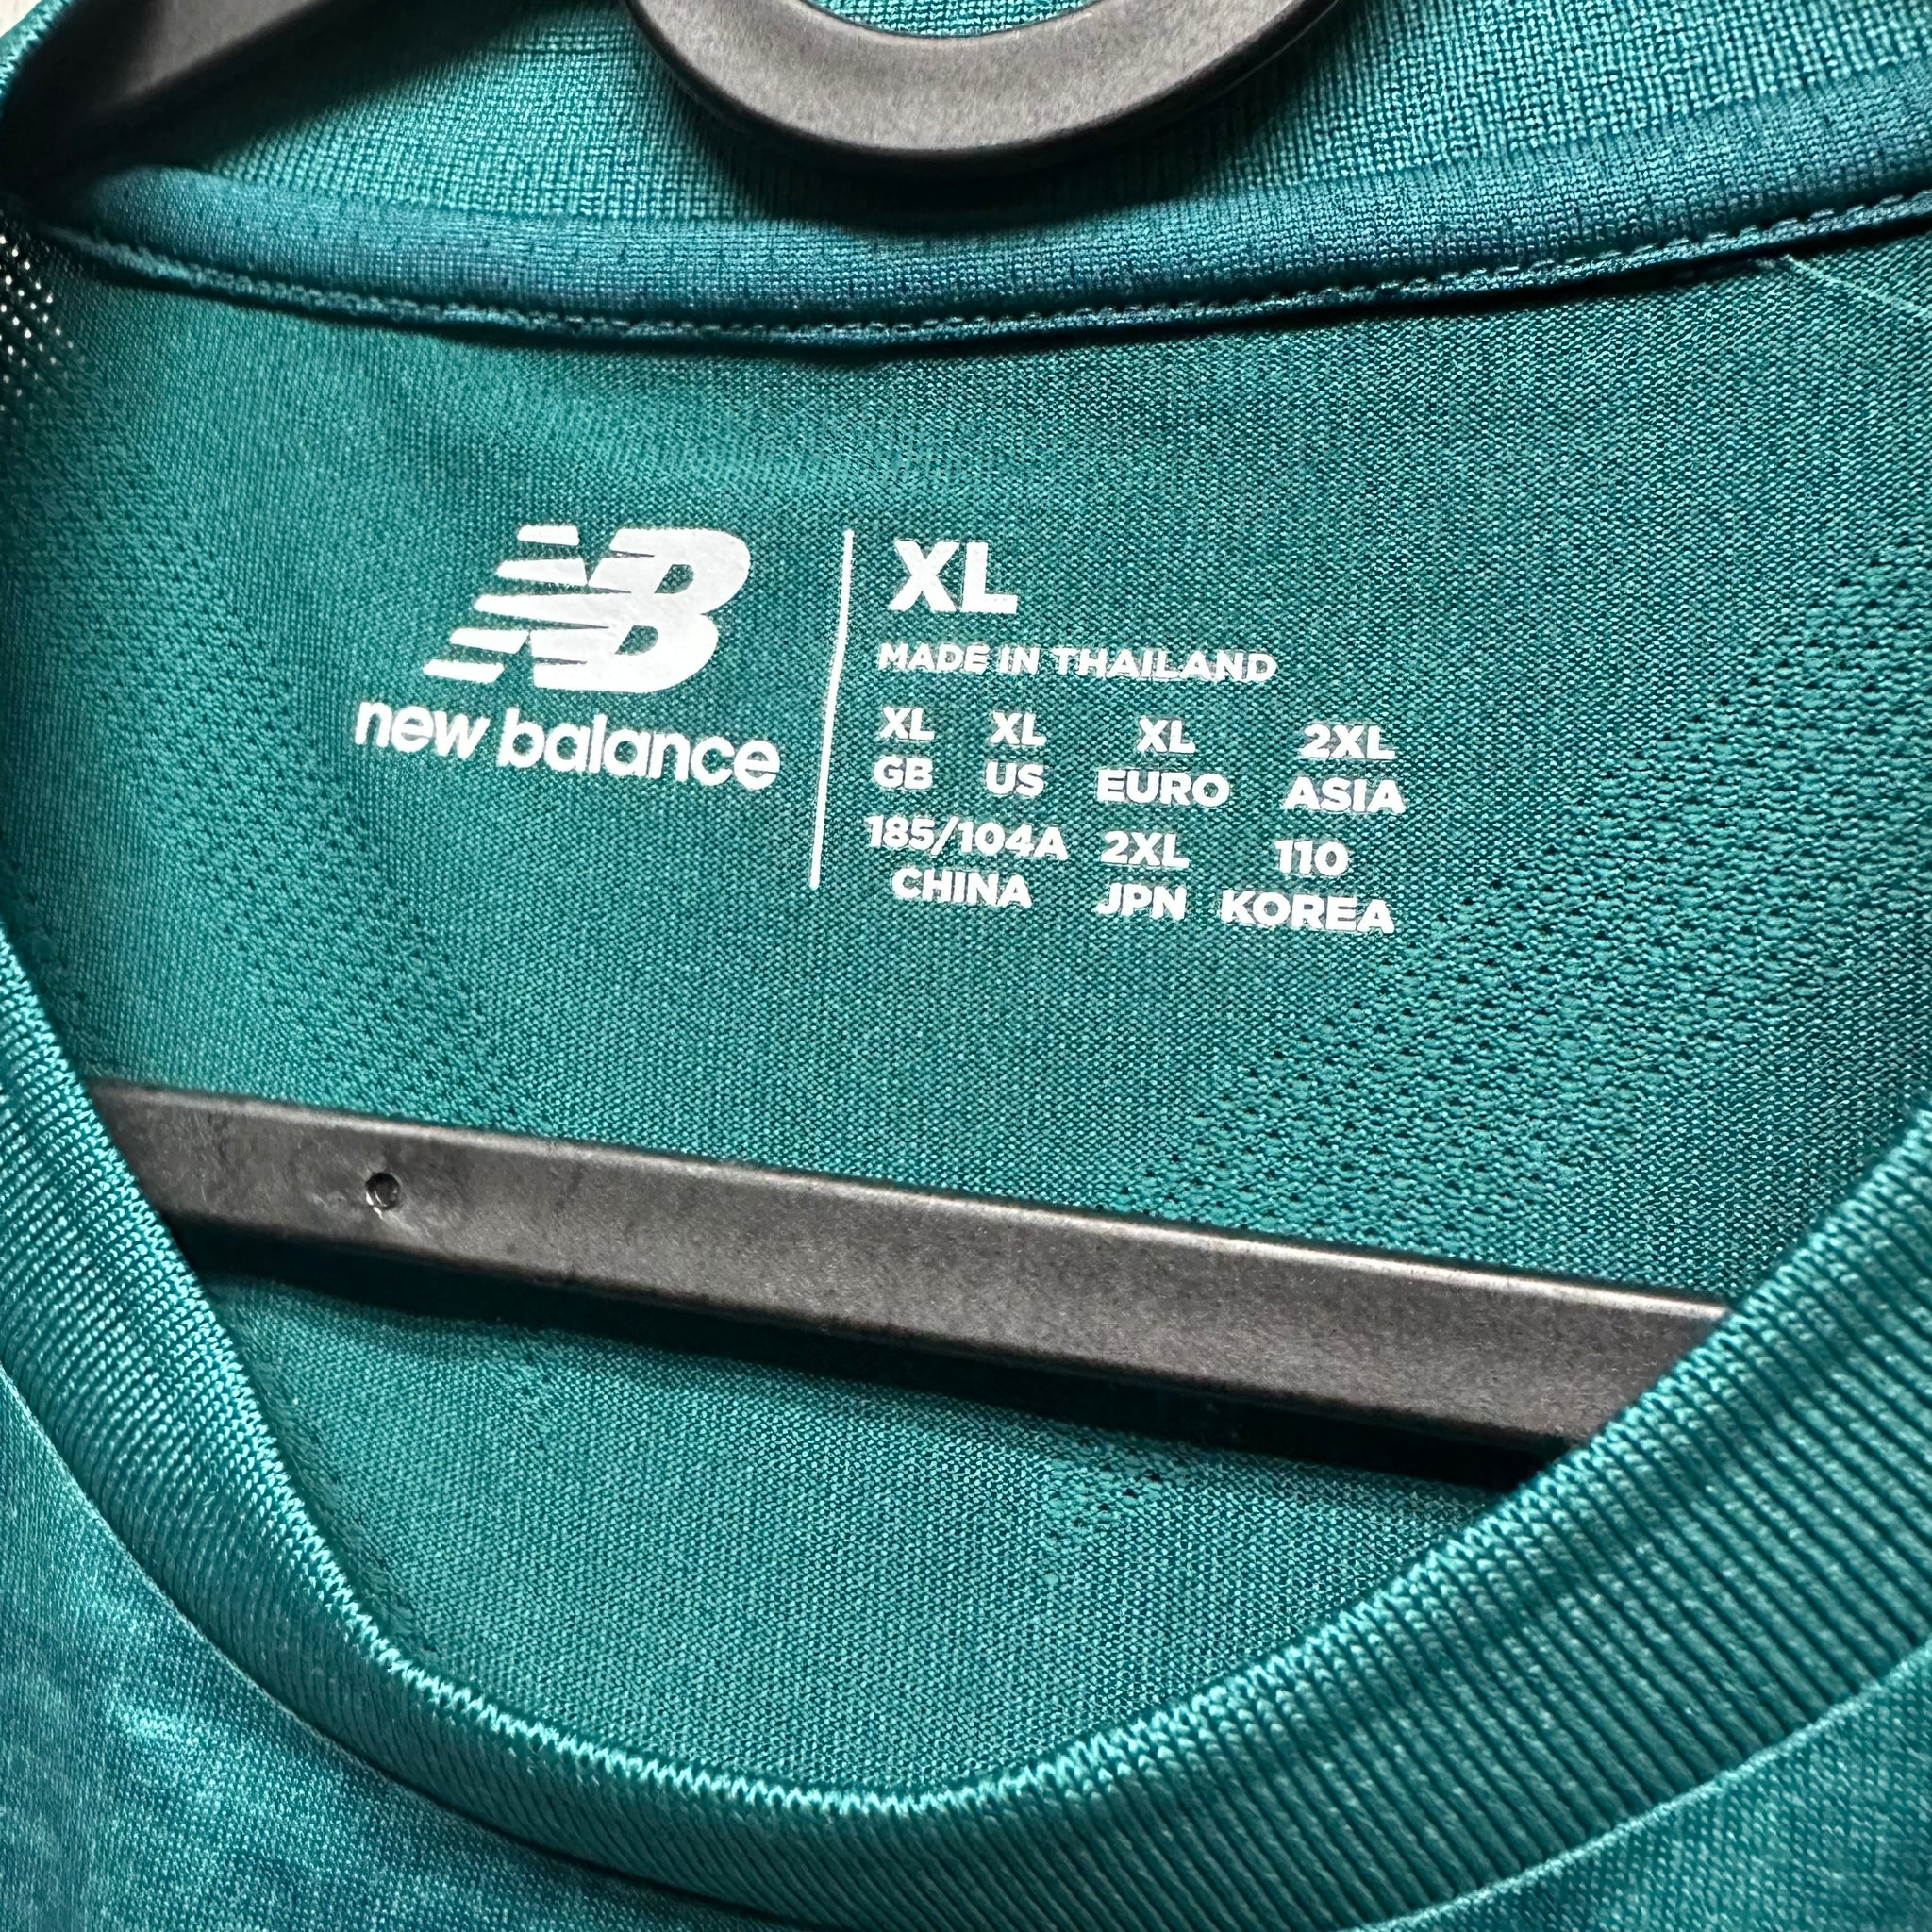 NB
new balance
XL
MADE IN THAILAND
XL XL XL 2XL
GB US EURO ASIA
185/104A 2XL 110
CHINA JPN KOREA